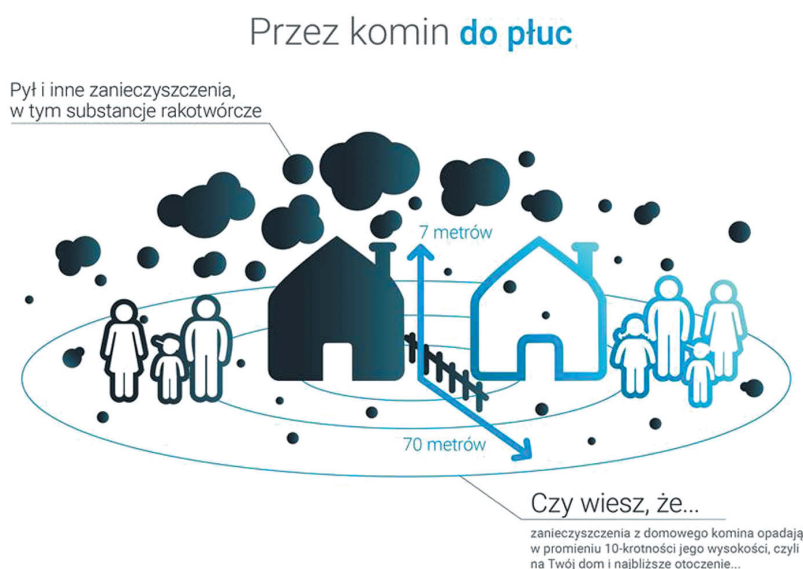 Przez komin do płuc
Pył i inne zanieczyszczenia,
w tym substancje rakotwórcze
7 metrów
70 metrów
Czy wiesz, że...
zanieczyszczenia z domowego komina opadają
w promieniu 10-krotności jego wysokości, czyli
na Twój dom i najbliższe otoczenie...